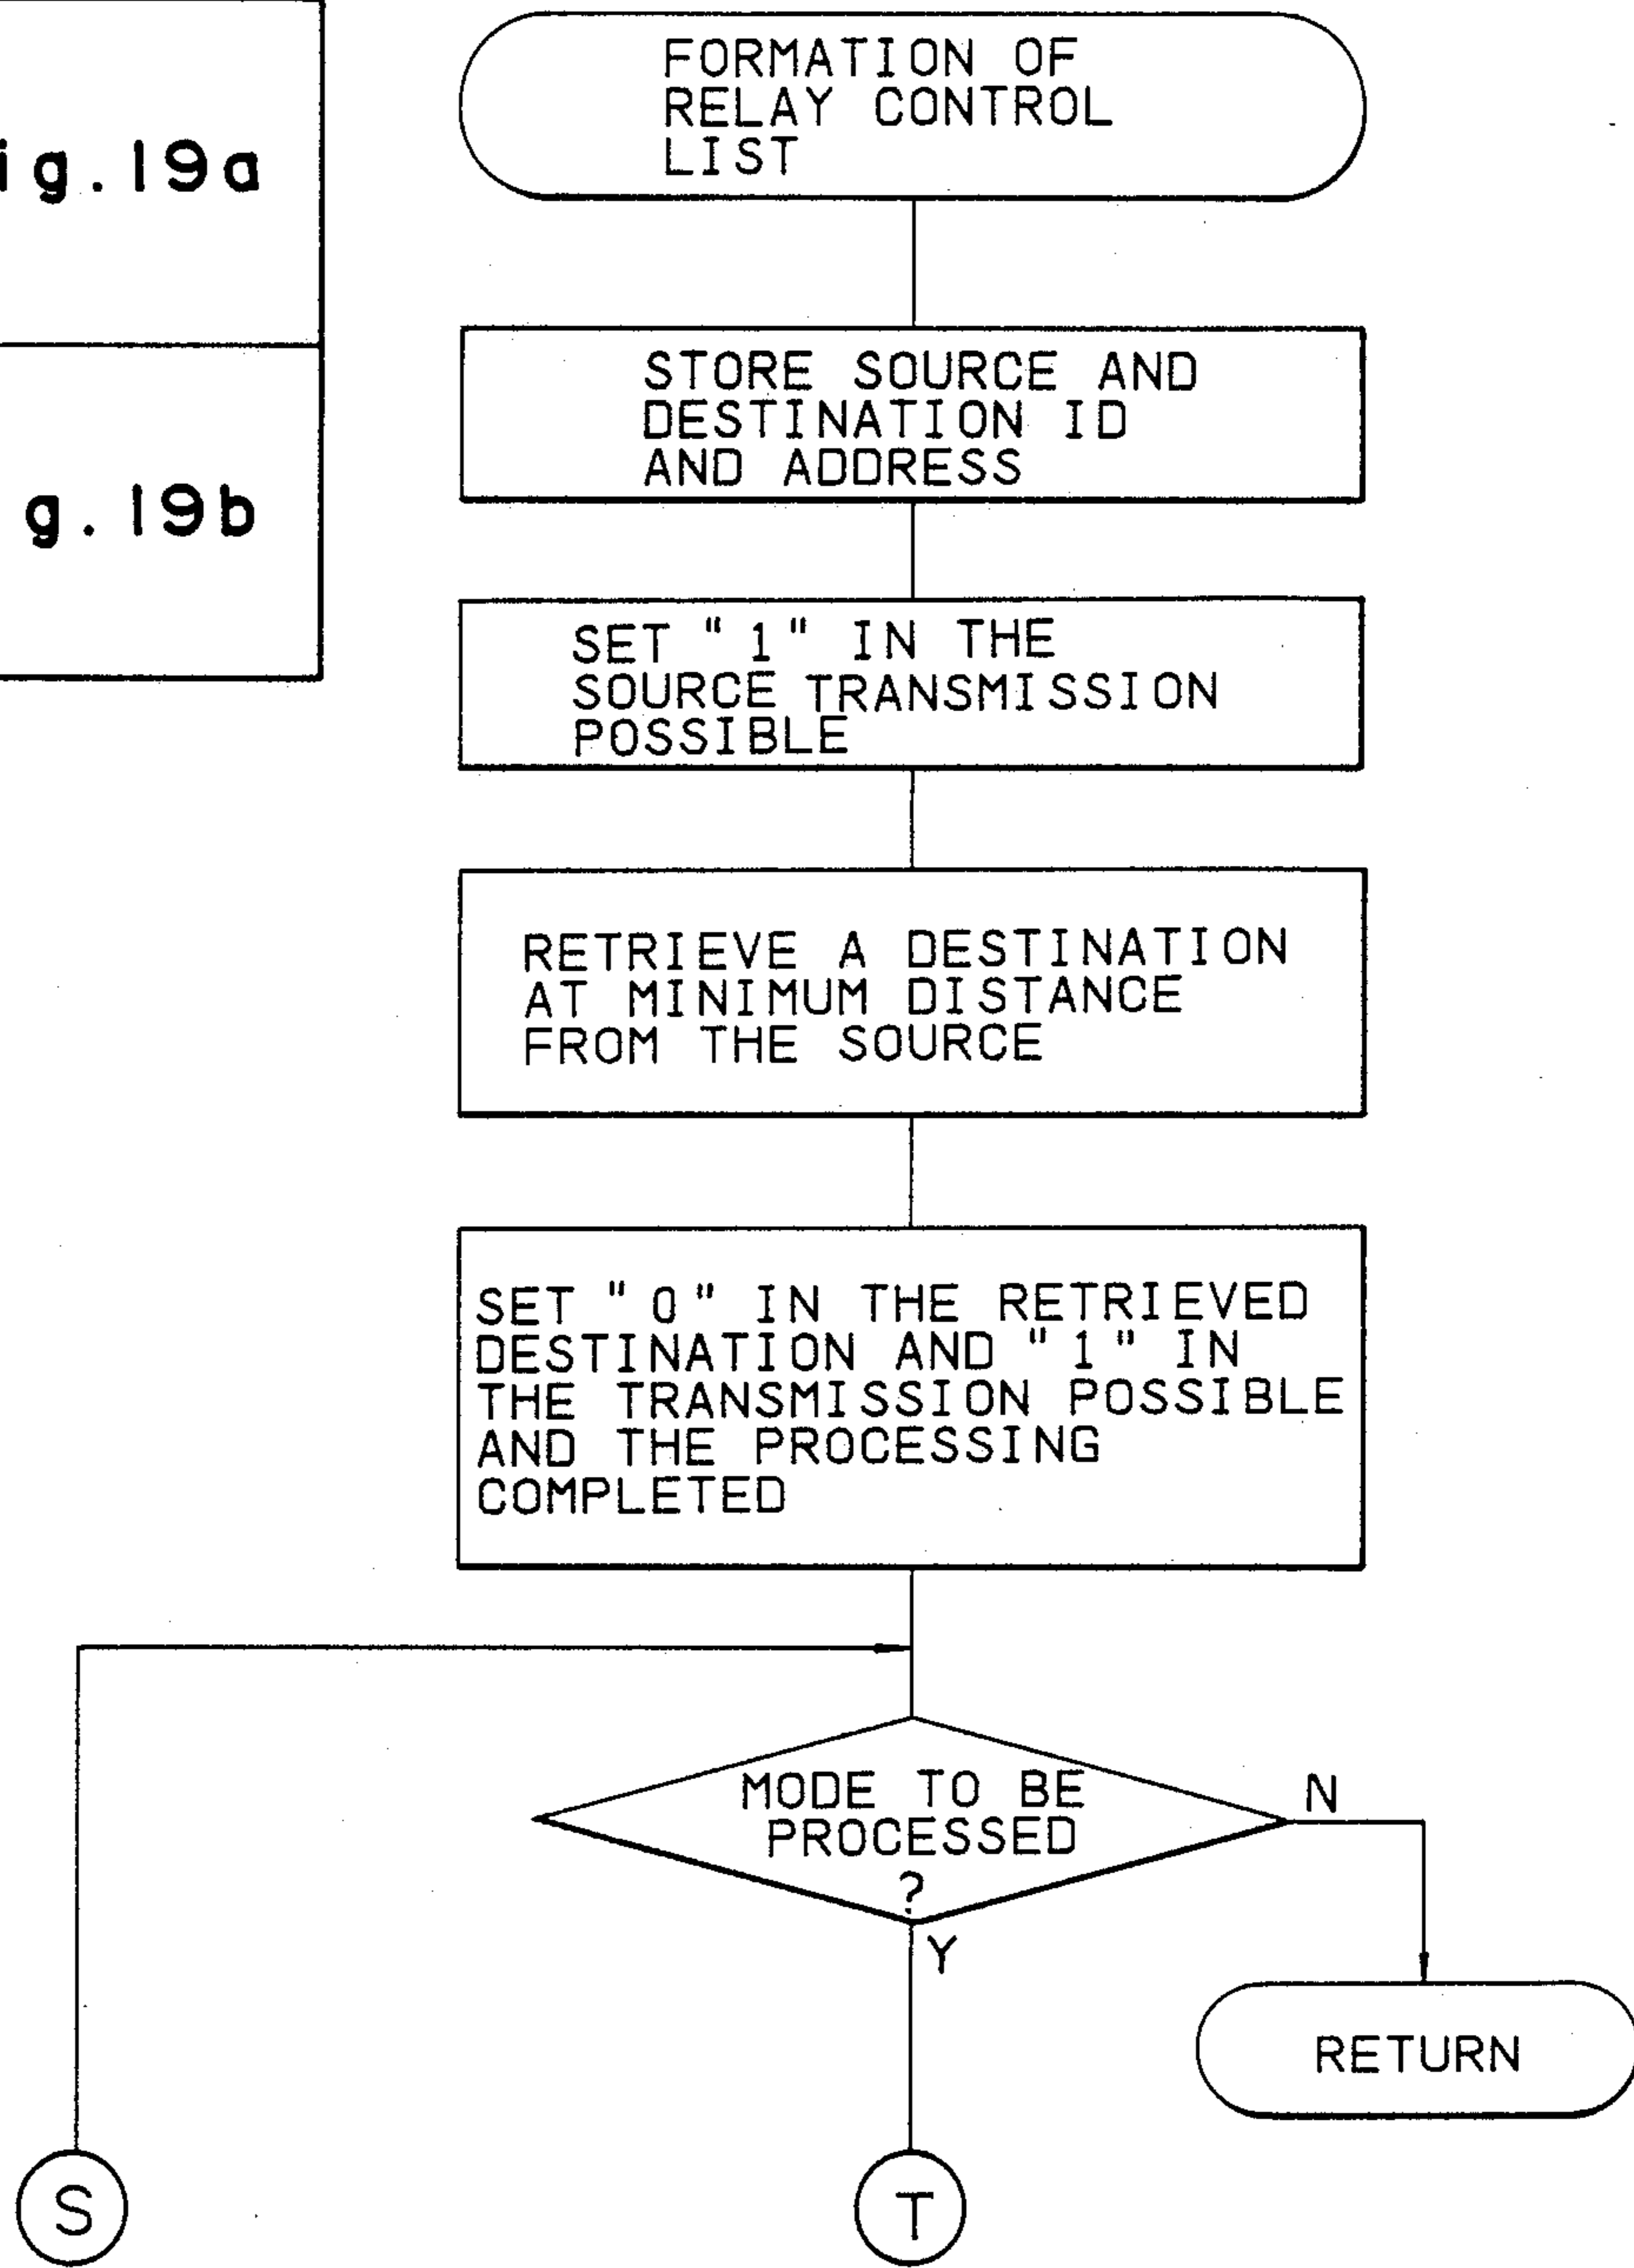 ig.19a
g.19b
FORMATION OF
RELAY CONTROL
LIST
STORE SOURCE AND
DESTINATION ID
AND ADDRESS
SET "1" IN THE
SOURCE TRANSMISSION
POSSIBLE
RETRIEVE A DESTINATION
AT MINIMUM DISTANCE
FROM THE SOURCE
SET "0" IN THE RETRIEVED
DESTINATION AND "1" IN
THE TRANSMISSION POSSIBLE
AND THE PROCESSING
COMPLETED
MODE TO BE
PROCESSED
?
N
Y
RETURN
S
T